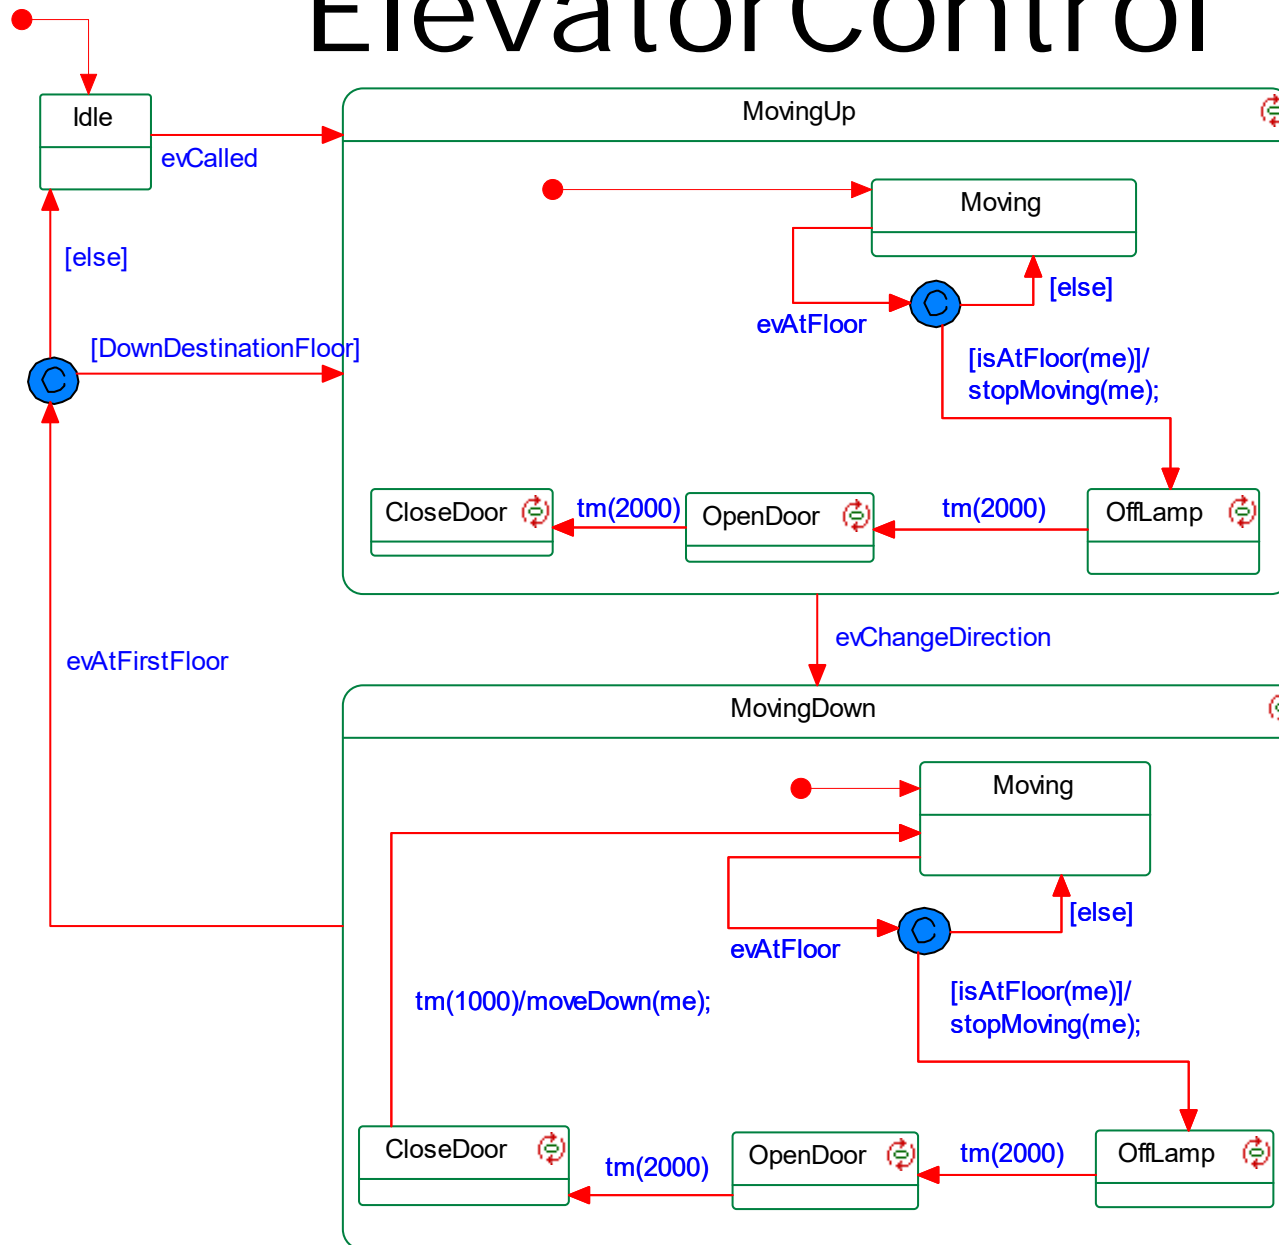 ElevatorControl
Idle
evCalled
MovingUp
Moving
[else]
[else]
evAtFloor
[DownDestinationFloor]
[isAtFloor(me)]/
stopMoving(me);
CloseDoor
tm(2000)
OpenDoor
tm(2000)
OffLamp
evChangeDirection
evAtFirstFloor
MovingDown
Moving
[else]
evAtFloor
tm(1000)/moveDown(me);
[isAtFloor(me)]/
stopMoving(me);
CloseDoor
tm(2000)
OpenDoor
tm(2000)
OffLamp